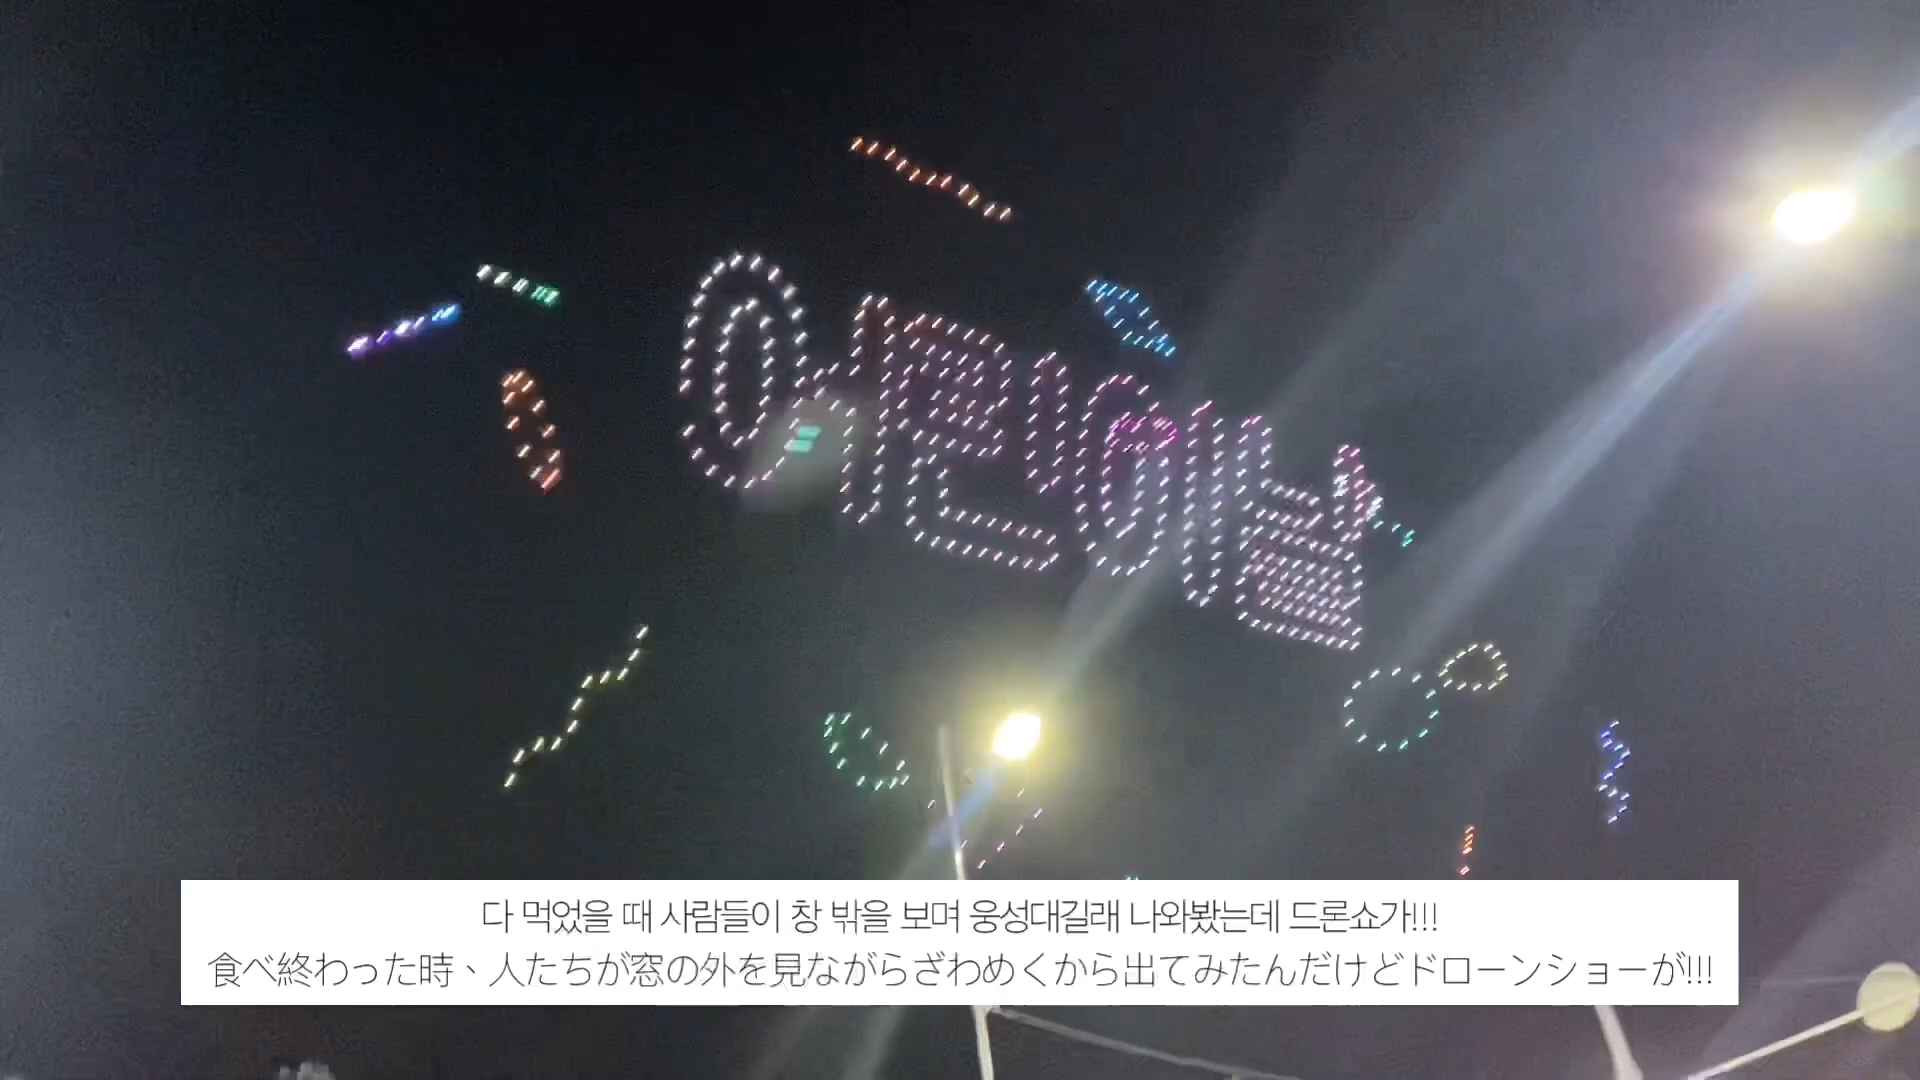 어린이날
다 먹었을 때 사람들이 창 밖을 보며 웅성대길래 나와봤는데 드론쇼가!!!
食べ終わった時、人たちが窓の外を見ながらざわめくから出てみたんだけどドローンショーが!!!